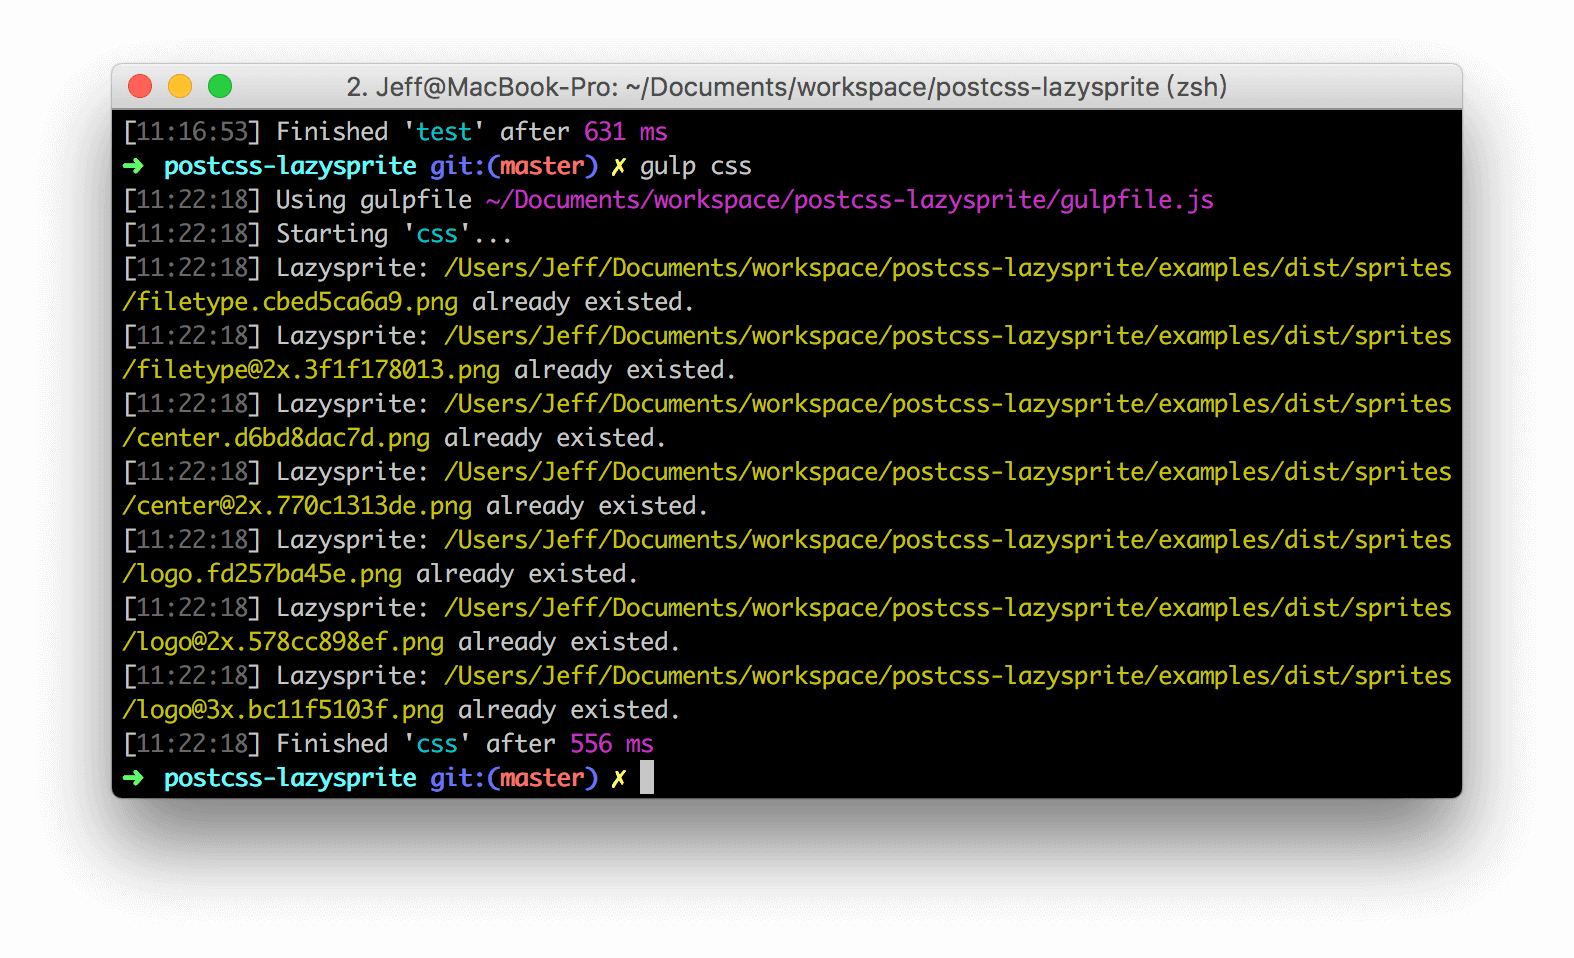 2. Jeff@MacBook-Pro: ~/Documents/workspace/postcss-lazysprite (zsh)
[11:16:53] Finished 'test' after 631 ms
➜ postcss-lazysprite git:(master) ✗ gulp css
[11:22:18] Using gulpfile ~/Documents/workspace/postcss-lazysprite/gulpfile.js
[11:22:18] Starting 'css'...
[11:22:18] Lazysprite: /Users/Jeff/Documents/workspace/postcss-lazysprite/examples/dist/sprites
/filetype.cbed5ca6a9.png already existed.
[11:22:18] Lazysprite: /Users/Jeff/Documents/workspace/postcss-lazysprite/examples/dist/sprites
/filetype@2x.3f1f178013.png already existed.
[11:22:18] Lazysprite: /Users/Jeff/Documents/workspace/postcss-lazysprite/examples/dist/sprites
/center.d6bd8dac7d.png already existed.
[11:22:18] Lazysprite: /Users/Jeff/Documents/workspace/postcss-lazysprite/examples/dist/sprites
/center@2x.770c1313de.png already existed.
[11:22:18] Lazysprite: /Users/Jeff/Documents/workspace/postcss-lazysprite/examples/dist/sprites
/logo.fd257ba45e.png already existed.
[11:22:18] Lazysprite: /Users/Jeff/Documents/workspace/postcss-lazysprite/examples/dist/sprites
/logo@2x.578cc898ef.png already existed.
[11:22:18] Lazysprite: /Users/Jeff/Documents/workspace/postcss-lazysprite/examples/dist/sprites
/logo@3x.bc11f5103f.png already existed.
[11:22:18] Finished 'css' after 556 ms
➜ postcss-lazysprite git:(master) ✗